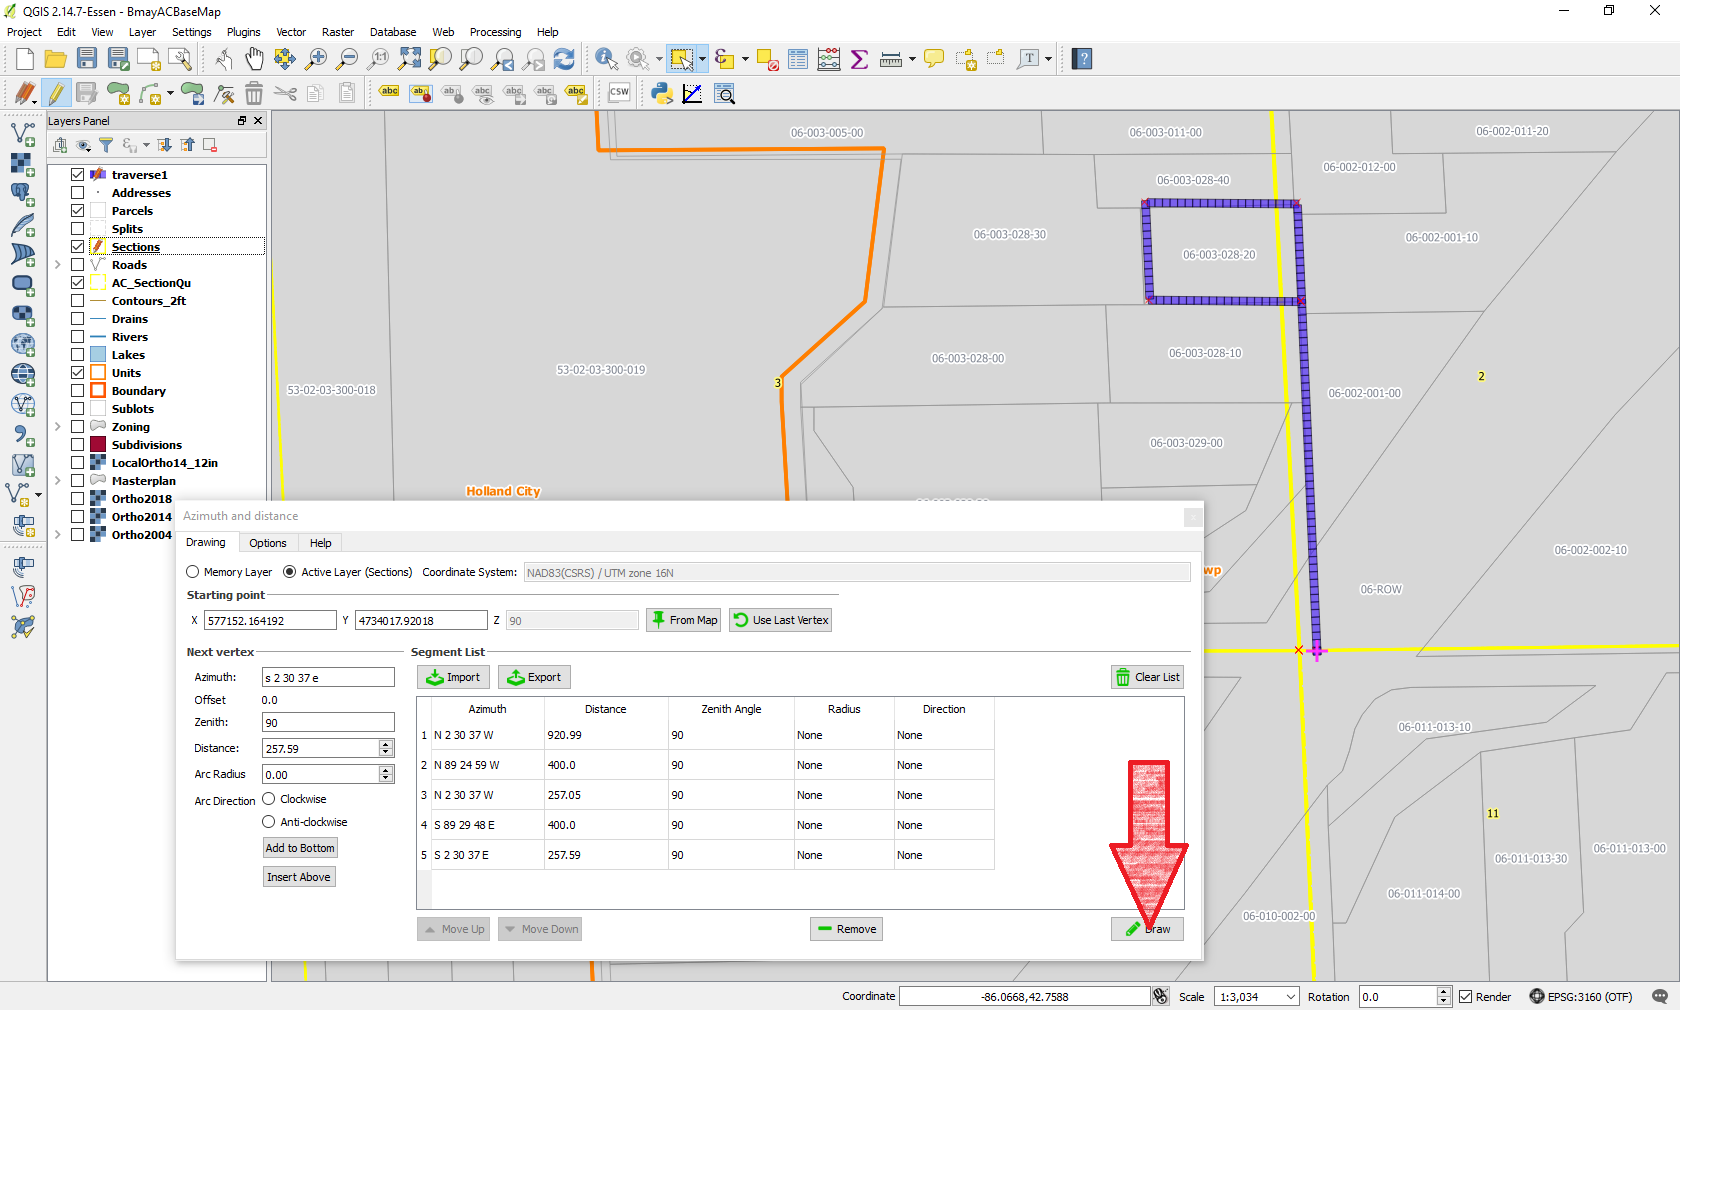 QGIS 2.14.7-Essen - BmayACBaseMap
Project Edit View Layer Settings Plugins Vector Raster Database Web Processing Help
abc ab ab abc abc abc abc CSW
Layers Panel
traverse1
Addresses
Parcels
Splits
Sections
Roads
AC_SectionQu
Contours_2ft
Drains
Rivers
Lakes
Units
Boundary
Sublots
Zoning
Subdivisions
LocalOrtho14_12in
Masterplan
Ortho2018
Ortho2014
Ortho2004
06-003-005-00
06-003-011-00
06-002-011-20
06-002-012-00
06-003-028-40
06-003-028-30
06-003-028-20
06-002-001-10
06-003-028-00
06-003-028-10
53-02-03-300-019
53-02-03-300-018
3
2
06-002-001-00
06-003-029-00
Holland City
06-002-002-10
wp
06-ROW
06-011-013-10
11
06-011-013-30
06-011-013-00
06-011-014-00
06-010-002-00
Azimuth and distance
Drawing Options Help
Memory Layer Active Layer (Sections) Coordinate System: NAD83(CSRS) / UTM zone 16N
Starting point
X 577152.164192 Y 4734017.92018 Z 90 From Map Use Last Vertex
Next vertex
Azimuth: s 2 30 37 e
Offset 0.0
Zenith: 90
Distance: 257.59
Arc Radius 0.00
Arc Direction Clockwise
Anti-clockwise
Add to Bottom
Insert Above
Segment List
Import Export Clear List
Azimuth Distance Zenith Angle Radius Direction
1 N 2 30 37 W 920.99 90 None None
2 N 89 24 59 W 400.0 90 None None
3 N 2 30 37 W 257.05 90 None None
4 S 89 29 48 E 400.0 90 None None
5 S 2 30 37 E 257.59 90 None None
Move Up Move Down Remove Draw
Coordinate -86.0668,42.7588 Scale 1:3,034 Rotation 0.0 Render EPSG:3160 (OTF)